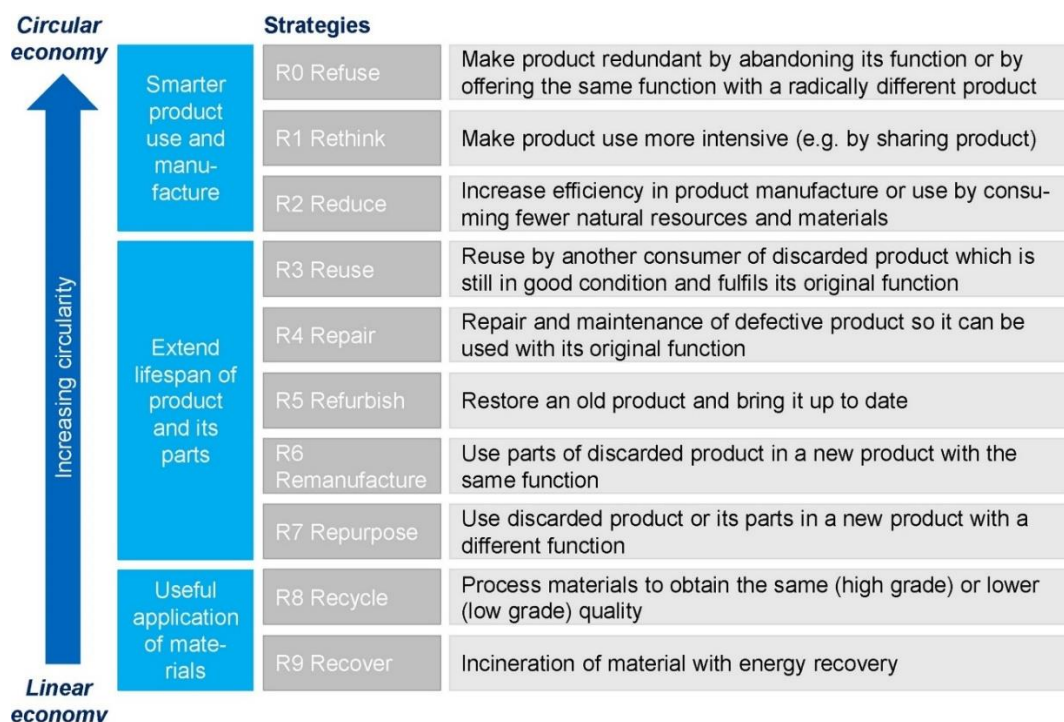 Circular
economy
Strategies
Smarter
product
use and
manu-
facture
R0 Refuse
Make product redundant by abandoning its function or by
offering the same function with a radically different product
R1 Rethink
Make product use more intensive (e.g. by sharing product)
R2 Reduce
Increase efficiency in product manufacture or use by consu-
ming fewer natural resources and materials
Increasing circularity
Extend
lifespan of
product
and its
parts
R3 Reuse
Reuse by another consumer of discarded product which is
still in good condition and fulfils its original function
R4 Repair
Repair and maintenance of defective product so it can be
used with its original function
R5 Refurbish
Restore an old product and bring it up to date
R6
Remanufacture
Use parts of discarded product in a new product with the
same function
R7 Repurpose
Use discarded product or its parts in a new product with a
different function
Useful
application
of mate-
rials
R8 Recycle
Process materials to obtain the same (high grade) or lower
(low grade) quality
R9 Recover
Incineration of material with energy recovery
Linear
economy